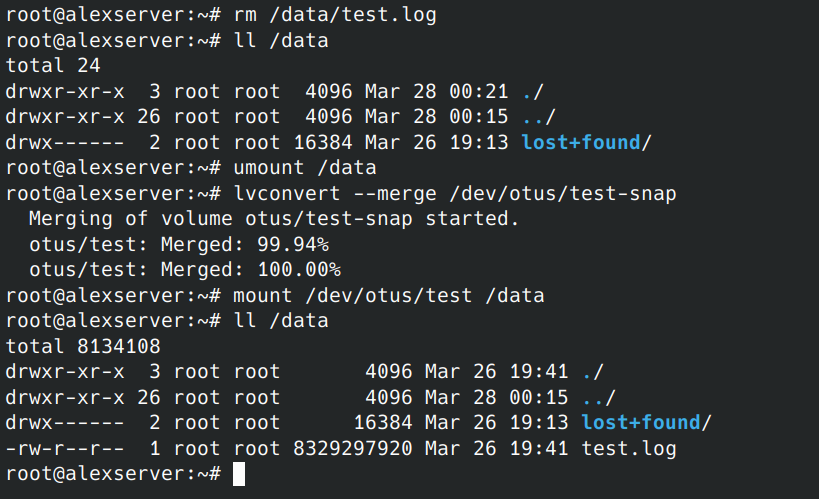 root@alexserver:~# rm /data/test.log
root@alexserver:~# ll /data
total 24
drwxr-xr-x  3 root root  4096 Mar 28 00:21 ./
drwxr-xr-x 26 root root  4096 Mar 28 00:15 ../
drwx------  2 root root 16384 Mar 26 19:13 lost+found/
root@alexserver:~# umount /data
root@alexserver:~# lvconvert --merge /dev/otus/test-snap
  Merging of volume otus/test-snap started.
  otus/test: Merged: 99.94%
  otus/test: Merged: 100.00%
root@alexserver:~# mount /dev/otus/test /data
root@alexserver:~# ll /data
total 8134108
drwxr-xr-x  3 root root       4096 Mar 26 19:41 ./
drwxr-xr-x 26 root root       4096 Mar 28 00:15 ../
drwx------  2 root root      16384 Mar 26 19:13 lost+found/
-rw-r--r--  1 root root 8329297920 Mar 26 19:41 test.log
root@alexserver:~#